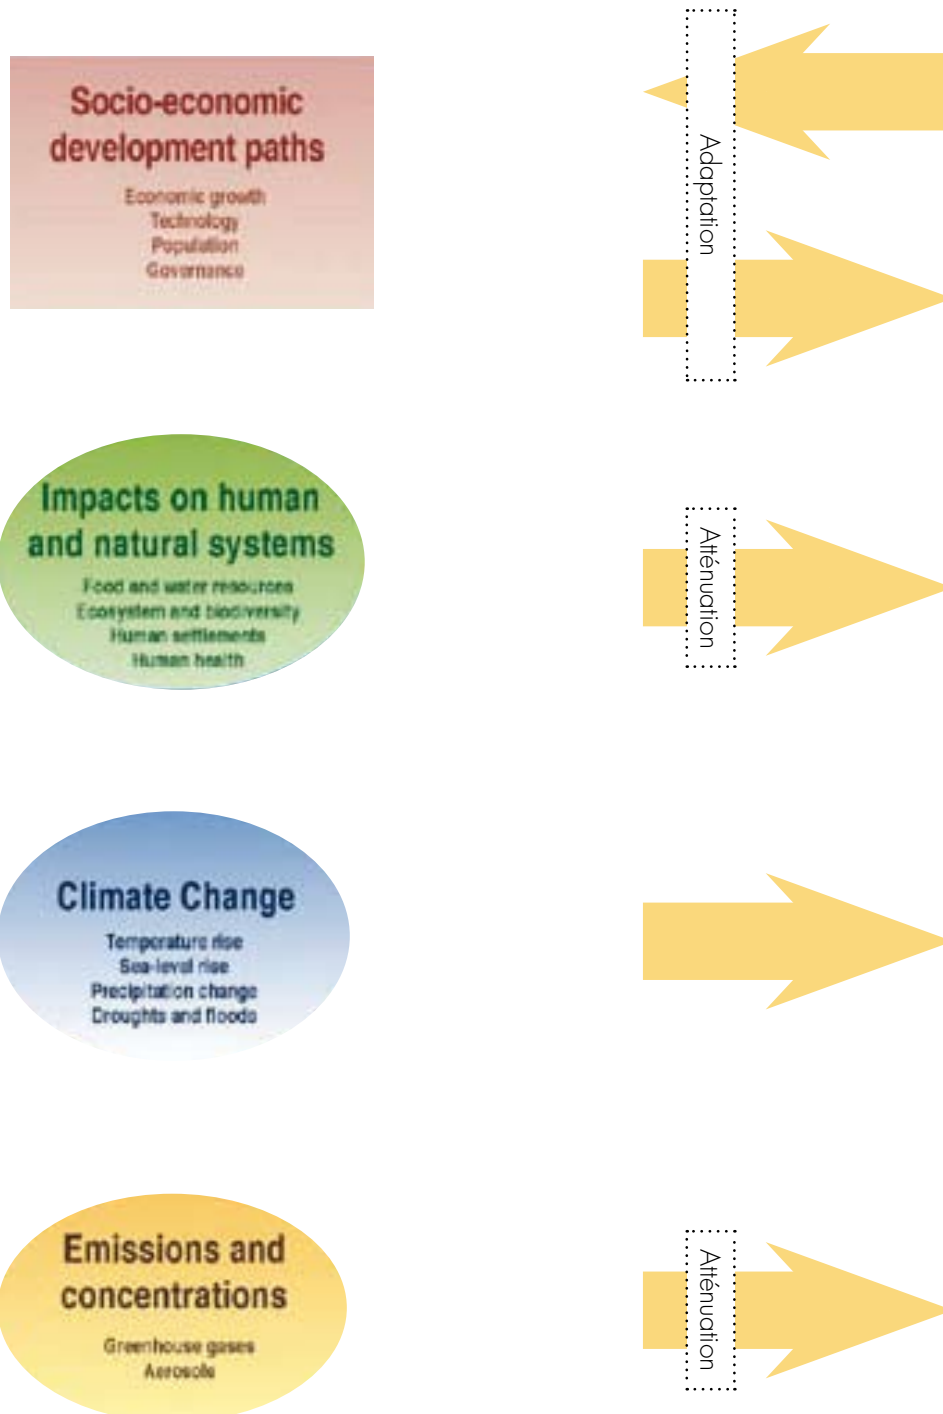 Socio-economic
development paths
Economic growth
Technology
Population
Governance
Adaptation
Impacts on human
and natural systems
Food and water resources
Ecosystem and biodiversity
Human settlements
Human health
Atténuation
Climate Change
Temperature rise
Sea-level rise
Precipitation change
Droughts and floods
Emissions and
concentrations
Greenhouse gases
Aerosols
Atténuation